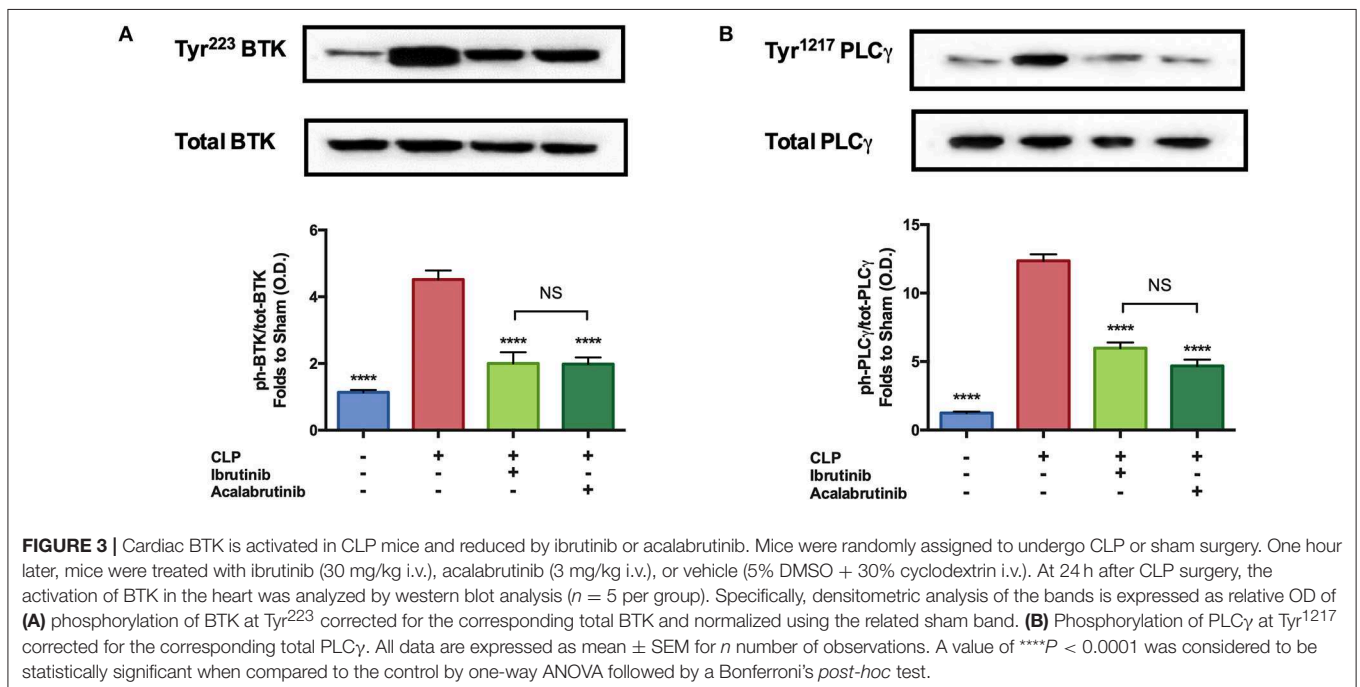 A
Tyr223 BTK
Total BTK
ph-BTK/tot-BTK
Folds to Sham (O.D.)
6
4
2
0
****
NS
****
****
- + + + CLP
- - + - Ibrutinib
- - - + Acalabrutinib
B
Tyr1217 PLCγ
Total PLCγ
ph-PLCγ/tot-PLCγ
Folds to Sham (O.D.)
15
10
5
0
****
NS
****
****
- + + + CLP
- - + - Ibrutinib
- - - + Acalabrutinib
FIGURE 3 | Cardiac BTK is activated in CLP mice and reduced by ibrutinib or acalabrutinib. Mice were randomly assigned to undergo CLP or sham surgery. One hour
later, mice were treated with ibrutinib (30 mg/kg i.v.), acalabrutinib (3 mg/kg i.v.), or vehicle (5% DMSO + 30% cyclodextrin i.v.). At 24 h after CLP surgery, the
activation of BTK in the heart was analyzed by western blot analysis (n = 5 per group). Specifically, densitometric analysis of the bands is expressed as relative OD of
(A) phosphorylation of BTK at Tyr223 corrected for the corresponding total BTK and normalized using the related sham band. (B) Phosphorylation of PLCγ at Tyr1217
corrected for the corresponding total PLCγ. All data are expressed as mean ± SEM for n number of observations. A value of ****P < 0.0001 was considered to be
statistically significant when compared to the control by one-way ANOVA followed by a Bonferroni's post-hoc test.